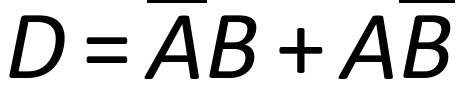 D = A̅B + AB̅